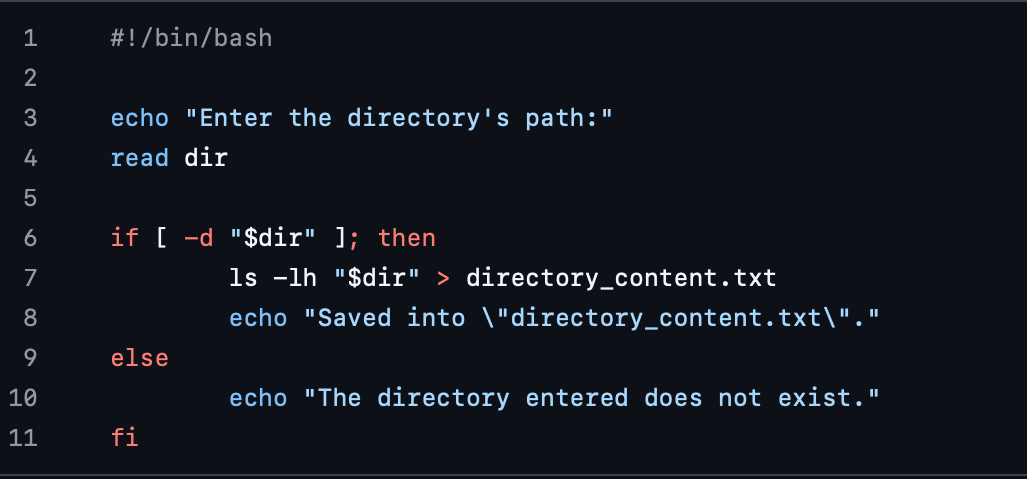 1 #!/bin/bash
2
3 echo "Enter the directory's path:"
4 read dir
5
6 if [ -d "$dir" ]; then
7         ls -lh "$dir" > directory_content.txt
8         echo "Saved into \"directory_content.txt\"."
9 else
10         echo "The directory entered does not exist."
11 fi